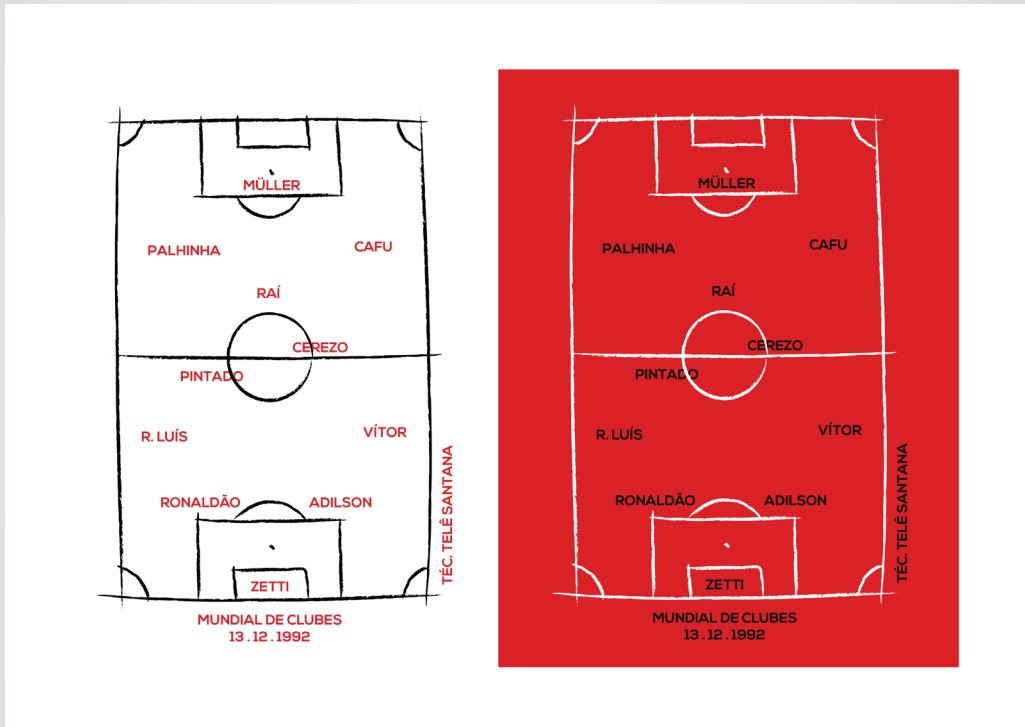 MÜLLER
PALHINHA
CAFU
RAÍ
CEREZO
PINTADO
R. LUÍS
VÍTOR
RONALDÃO
ADILSON
ZETTI
TÉC. TELÊ SANTANA
MUNDIAL DE CLUBES
13 . 12 . 1992
MÜLLER
PALHINHA
CAFU
RAÍ
CEREZO
PINTADO
R. LUÍS
VÍTOR
RONALDÃO
ADILSON
ZETTI
TÉC. TELÊ SANTANA
MUNDIAL DE CLUBES
13 . 12 . 1992